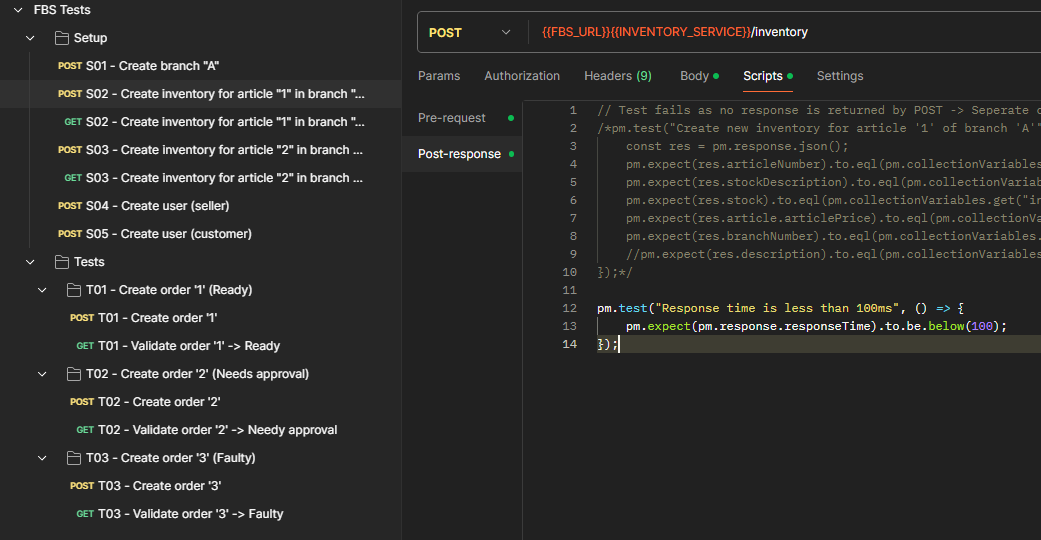 FBS Tests
Setup
POST S01 - Create branch "A"
POST S02 - Create inventory for article "1" in branch "...
GET S02 - Create inventory for article "1" in branch "...
POST S03 - Create inventory for article "2" in branch ...
GET S03 - Create inventory for article "2" in branch ...
POST S04 - Create user (seller)
POST S05 - Create user (customer)
Tests
T01 - Create order '1' (Ready)
POST T01 - Create order '1'
GET T01 - Validate order '1' -> Ready
T02 - Create order '2' (Needs approval)
POST T02 - Create order '2'
GET T02 - Validate order '2' -> Needy approval
T03 - Create order '3' (Faulty)
POST T03 - Create order '3'
GET T03 - Validate order '3' -> Faulty
POST {{FBS_URL}}{{INVENTORY_SERVICE}}/inventory
Params Authorization Headers (9) Body Scripts Settings
Pre-request
Post-response
1 // Test fails as no response is returned by POST -> Seperate
2 /*pm.test("Create new inventory for article '1' of branch 'A'"
3 const res = pm.response.json();
4 pm.expect(res.articleNumber).to.eql(pm.collectionVariables
5 pm.expect(res.stockDescription).to.eql(pm.collectionVariab
6 pm.expect(res.stock).to.eql(pm.collectionVariables.get("in
7 pm.expect(res.article.articlePrice).to.eql(pm.collectionVa
8 pm.expect(res.branchNumber).to.eql(pm.collectionVariables.
9 //pm.expect(res.description).to.eql(pm.collectionVariables
10 });*/
11
12 pm.test("Response time is less than 100ms", () => {
13 pm.expect(pm.response.responseTime).to.be.below(100);
14 });